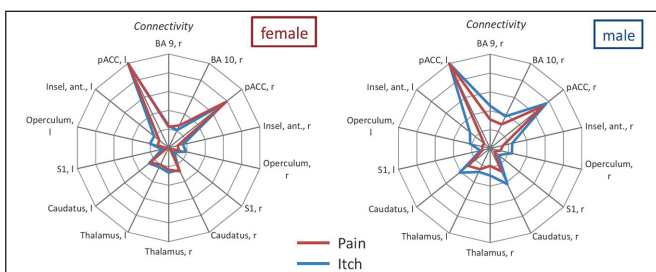 Connectivity
female
BA 9, r
BA 10, r
pACC, r
Insel, ant., r
Operculum,
r
S1, r
Caudatus, r
Thalamus, r
Thalamus, l
Caudatus, l
S1, l
Operculum,
l
Insel, ant., l
pACC, l
Connectivity
male
BA 9, r
BA 10, r
pACC, r
Insel, ant., r
Operculum,
r
S1, r
Caudatus, r
Thalamus, r
Thalamus, l
Caudatus, l
S1, l
Operculum,
l
Insel, ant., l
pACC, l
Pain
Itch